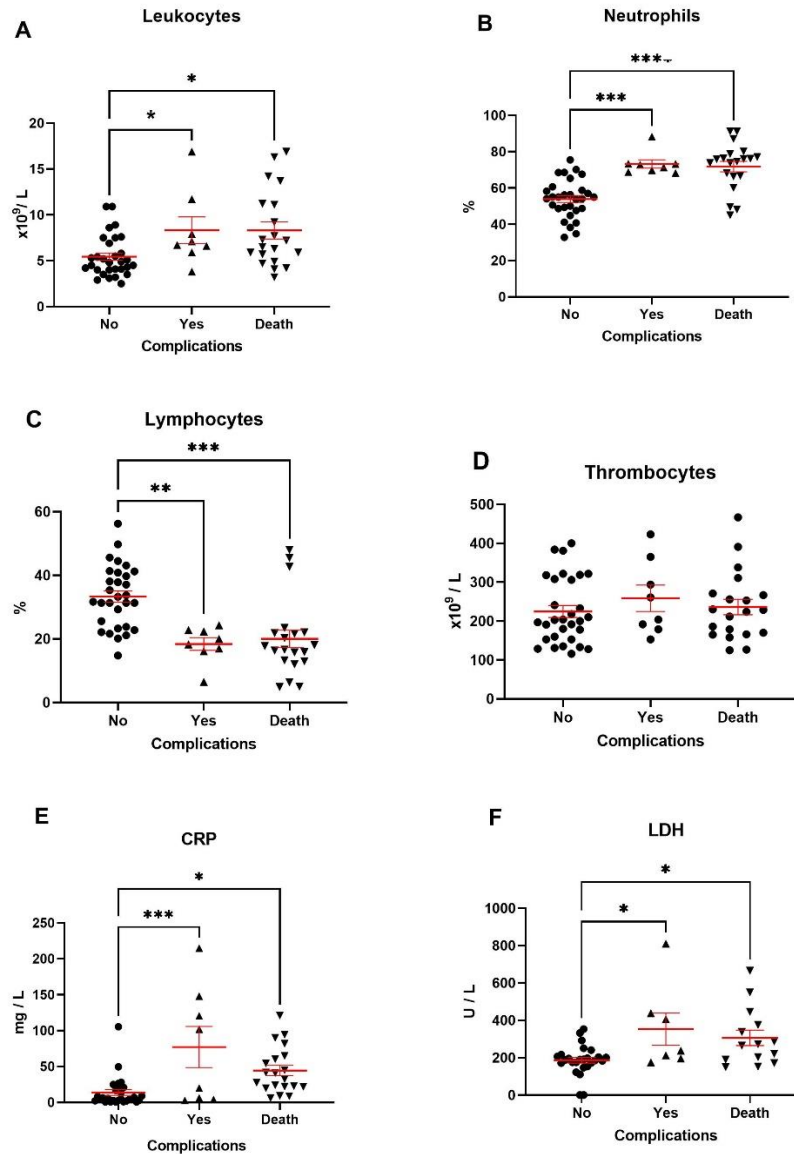 A
Leukocytes
*
*
20
15
10
5
0
x10⁹/ L
No Yes Death
Complications
B
Neutrophils
***
***
100
80
60
40
20
0
%
No Yes Death
Complications
C
Lymphocytes
***
**
60
40
20
0
%
No Yes Death
Complications
D
Thrombocytes
500
400
300
200
100
0
x10⁹ / L
No Yes Death
Complications
E
CRP
*
***
250
200
150
100
50
0
mg / L
No Yes Death
Complications
F
LDH
*
*
1000
800
600
400
200
0
U / L
No Yes Death
Complications